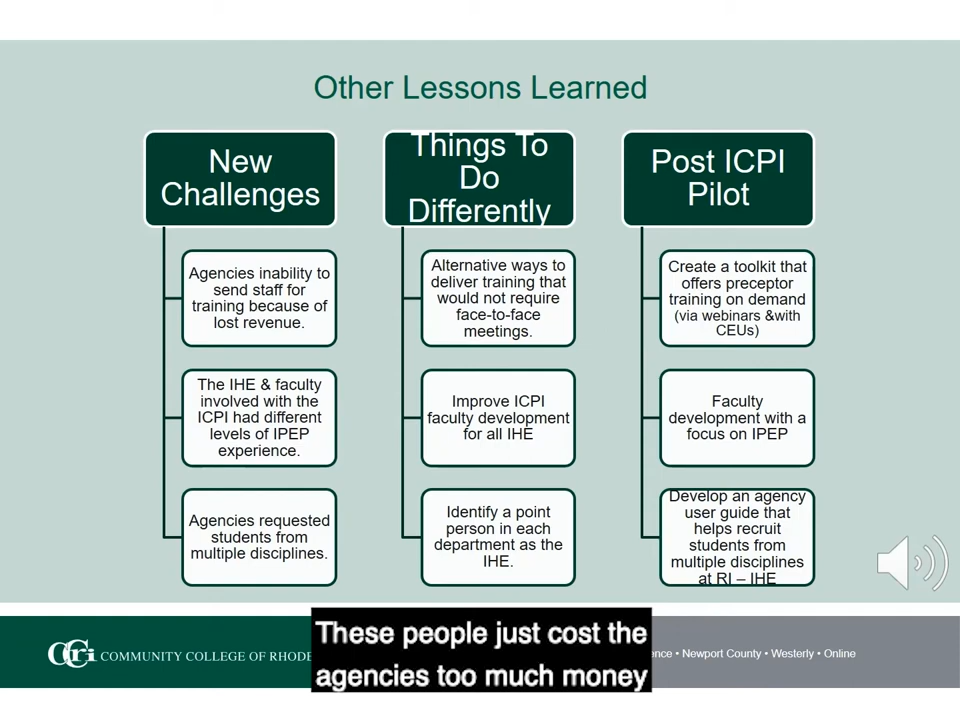 Other Lessons Learned
New
Challenges
Agencies inability to
send staff for
training because of
lost revenue.
The IHE & faculty
involved with the
ICPI had different
levels of IPEP
experience.
Agencies requested
students from
multiple disciplines.
Things To
Do
Differently
Alternative ways to
deliver training that
would not require
face-to-face
meetings.
Improve ICPI
faculty development
for all IHE
Identify a point
person in each
department as the
IHE.
Post ICPI
Pilot
Create a toolkit that
offers preceptor
training on demand
(via webinars &with
CEUs)
Faculty
development with a
focus on IPEP
Develop an agency
user guide that
helps recruit
students from
multiple disciplines
at RI – IHE
CCRI COMMUNITY COLLEGE OF RHODE
• Newport County • Westerly • Online
These people just cost the
agencies too much money